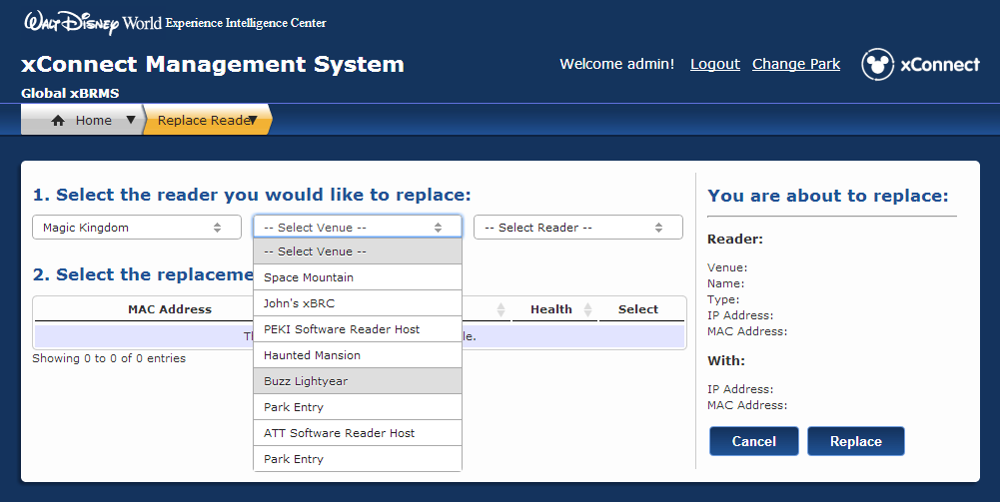 Walt Disney World Experience Intelligence Center
xConnect Management System
Welcome admin! Logout Change Park xConnect
Global xBRMS
Home Replace Reader
1. Select the reader you would like to replace:
Magic Kingdom -- Select Venue -- -- Select Reader --
-- Select Venue --
Space Mountain
John's xBRC
PEKI Software Reader Host
Haunted Mansion
Buzz Lightyear
Park Entry
ATT Software Reader Host
Park Entry
2. Select the replaceme
MAC Address Health Select
Th le.
Showing 0 to 0 of 0 entries
You are about to replace:
Reader:
Venue:
Name:
Type:
IP Address:
MAC Address:
With:
IP Address:
MAC Address:
Cancel Replace